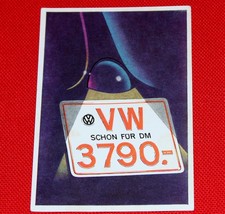 VW
SCHON FÜR DM
3790.-